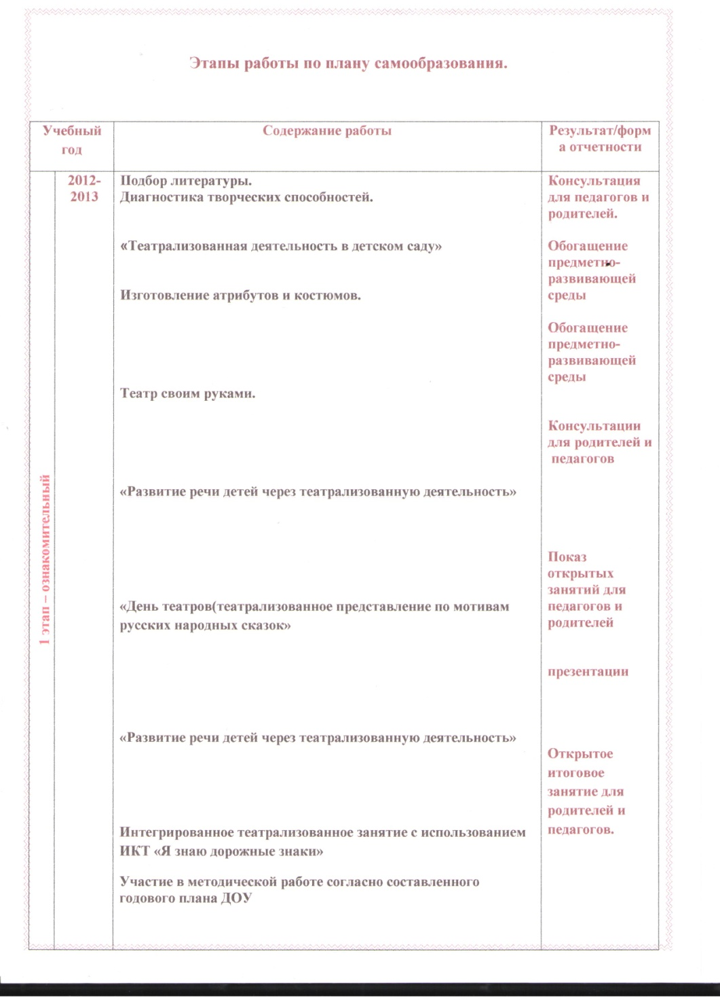 Этапы работы по плану самообразования.
Учебный
год
Содержание работы
Результат/форм
а отчетности
1 этап – ознакомительный
2012-
2013
Подбор литературы.
Диагностика творческих способностей.
«Театрализованная деятельность в детском саду»
Изготовление атрибутов и костюмов.
Театр своим руками.
«Развитие речи детей через театрализованную деятельность»
«День театров(театрализованное представление по мотивам
русских народных сказок»
«Развитие речи детей через театрализованную деятельность»
Интегрированное театрализованное занятие с использованием
ИКТ «Я знаю дорожные знаки»
Участие в методической работе согласно составленного
годового плана ДОУ
Консультация
для педагогов и
родителей.
Обогащение
предметно-
развивающей
среды
Обогащение
предметно-
развивающей
среды
Консультации
для родителей и
педагогов
Показ
открытых
занятий для
педагогов и
родителей
презентации
Открытое
итоговое
занятие для
родителей и
педагогов.